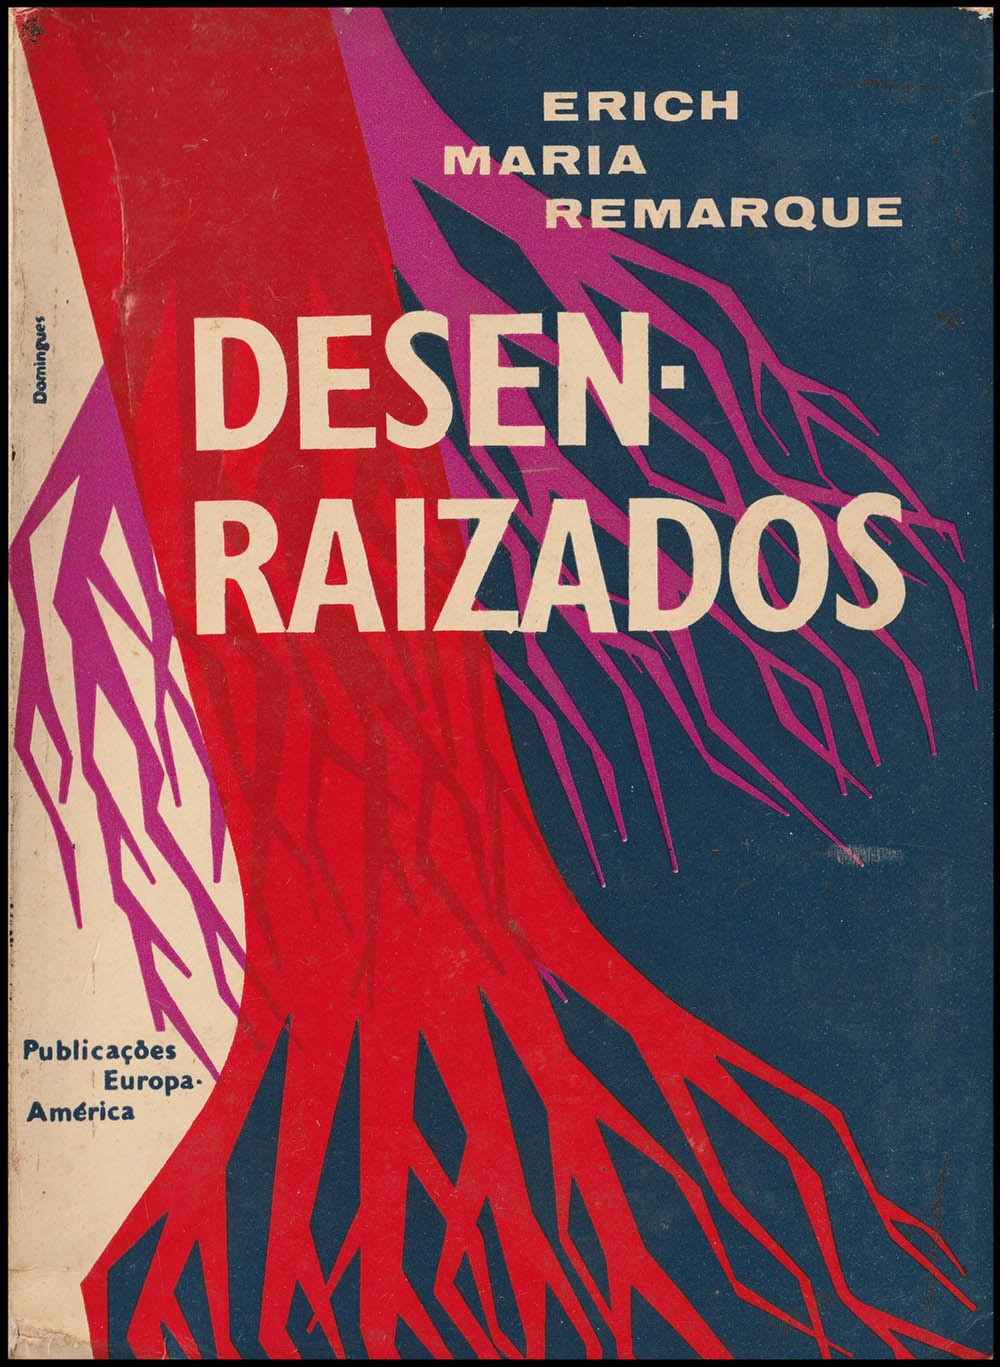 ERICH
MARIA
REMARQUE
DESEN-
RAIZADOS
Domingues
Publicações
Europa-
América